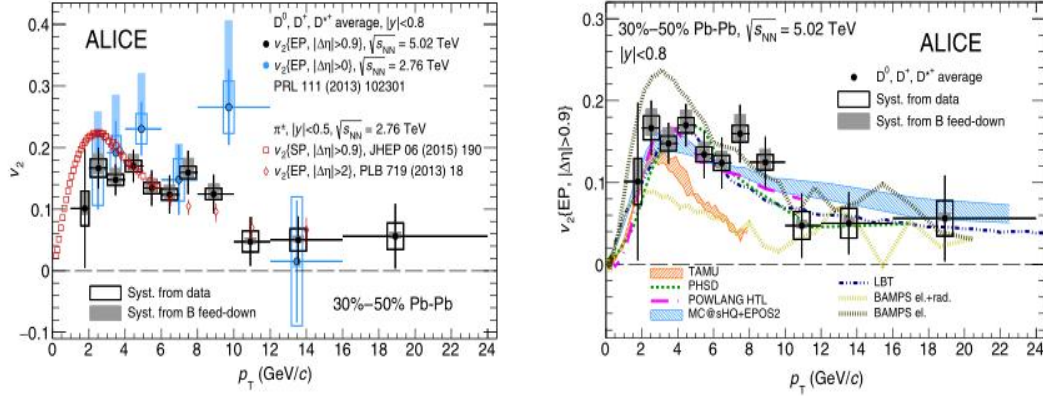 ALICE
D⁰, D⁺, D*⁺ average, |y|<0.8
v₂{EP, |Δη|>0.9}, √sNN = 5.02 TeV
v₂{EP, |Δη|>0}, √sNN = 2.76 TeV
PRL 111 (2013) 102301
π±, |y|<0.5, √sNN = 2.76 TeV
v₂{SP, |Δη|>0.9}, JHEP 06 (2015) 190
v₂{EP, |Δη|>2}, PLB 719 (2013) 18
Syst. from data
Syst. from B feed-down
30%–50% Pb-Pb
v₂
0.4
0.3
0.2
0.1
0
−0.1
0 2 4 6 8 10 12 14 16 18 20 22 24
pT (GeV/c)
30%–50% Pb-Pb, √sNN = 5.02 TeV
|y|<0.8
ALICE
D⁰, D⁺, D*⁺ average
Syst. from data
Syst. from B feed-down
TAMU
PHSD
POWLANG HTL
MC@sHQ+EPOS2
LBT
BAMPS el.+rad.
BAMPS el.
v₂{EP, |Δη|>0.9}
0.3
0.2
0.1
0.0
0 2 4 6 8 10 12 14 16 18 20 22 24
pT (GeV/c)